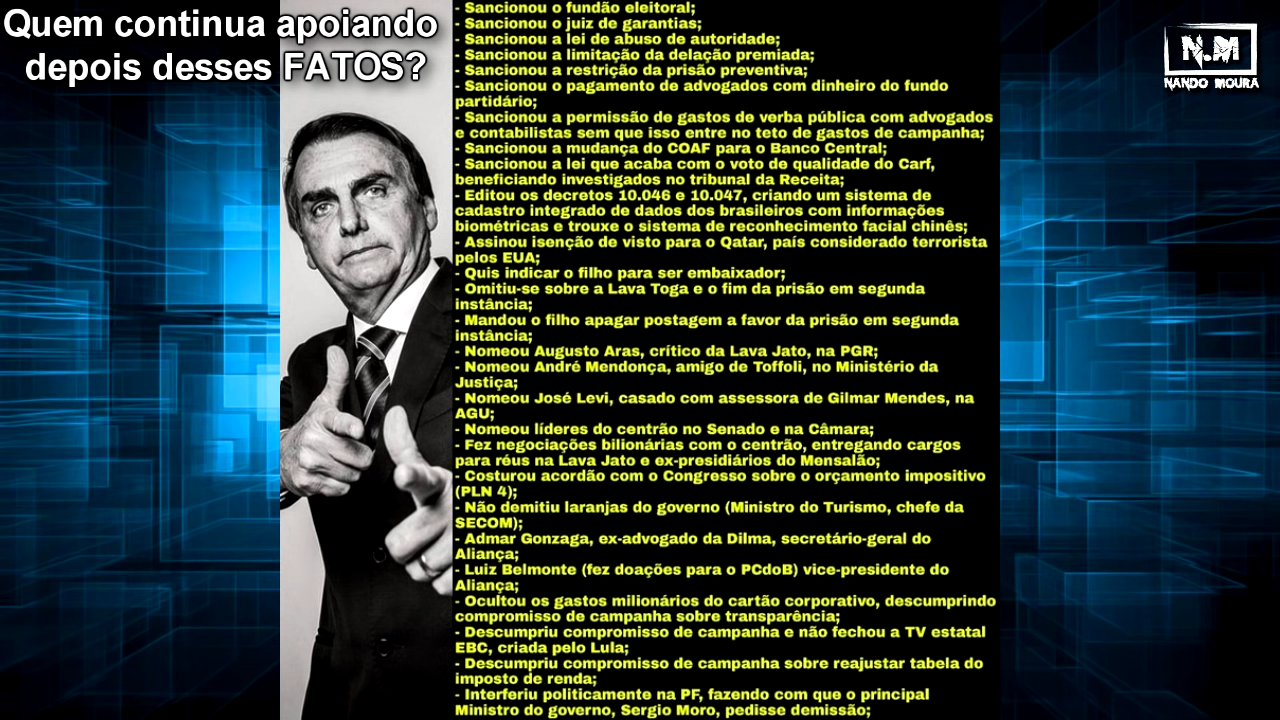 Quem continua apoiando
depois desses FATOS?
- Sancionou o fundão eleitoral;
- Sancionou o juiz de garantias;
- Sancionou a lei de abuso de autoridade;
- Sancionou a limitação da delação premiada;
- Sancionou a restrição da prisão preventiva;
- Sancionou o pagamento de advogados com dinheiro do fundo
partidário;
- Sancionou a permissão de gastos de verba pública com advogados
e contabilistas sem que isso entre no teto de gastos de campanha;
- Sancionou a mudança do COAF para o Banco Central;
- Sancionou a lei que acaba com o voto de qualidade do Carf,
beneficiando investigados no tribunal da Receita;
- Editou os decretos 10.046 e 10.047, criando um sistema de
cadastro integrado de dados dos brasileiros com informações
biométricas e trouxe o sistema de reconhecimento facial chinês;
- Assinou isenção de visto para o Qatar, país considerado terrorista
pelos EUA;
- Quis indicar o filho para ser embaixador;
- Omitiu-se sobre a Lava Toga e o fim da prisão em segunda
instância;
- Mandou o filho apagar postagem a favor da prisão em segunda
instância;
- Nomeou Augusto Aras, crítico da Lava Jato, na PGR;
- Nomeou André Mendonça, amigo de Toffoli, no Ministério da
Justiça;
- Nomeou José Levi, casado com assessora de Gilmar Mendes, na
AGU;
- Nomeou líderes do centrão no Senado e na Câmara;
- Fez negociações bilionárias com o centrão, entregando cargos
para réus na Lava Jato e ex-presidiários do Mensalão;
- Costurou acordão com o Congresso sobre o orçamento impositivo
(PLN 4);
- Não demitiu laranjas do governo (Ministro do Turismo, chefe da
SECOM);
- Admar Gonzaga, ex-advogado da Dilma, secretário-geral do
Aliança;
- Luiz Belmonte (fez doações para o PCdoB) vice-presidente do
Aliança;
- Ocultou os gastos milionários do cartão corporativo, descumprindo
compromisso de campanha sobre transparência;
- Descumpriu compromisso de campanha e não fechou a TV estatal
EBC, criada pelo Lula;
- Descumpriu compromisso de campanha sobre reajustar tabela do
imposto de renda;
- Interferiu politicamente na PF, fazendo com que o principal
Ministro do governo, Sergio Moro, pedisse demissão;
N.M
NANDO MOURA